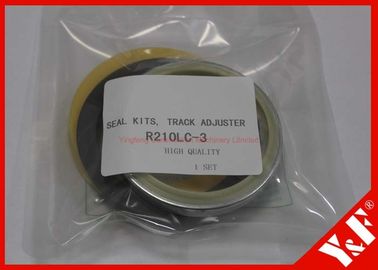 SEAL KITS, TRACK ADJUSTER
R210LC-3
HIGH QUALITY
1 SET
Y&F